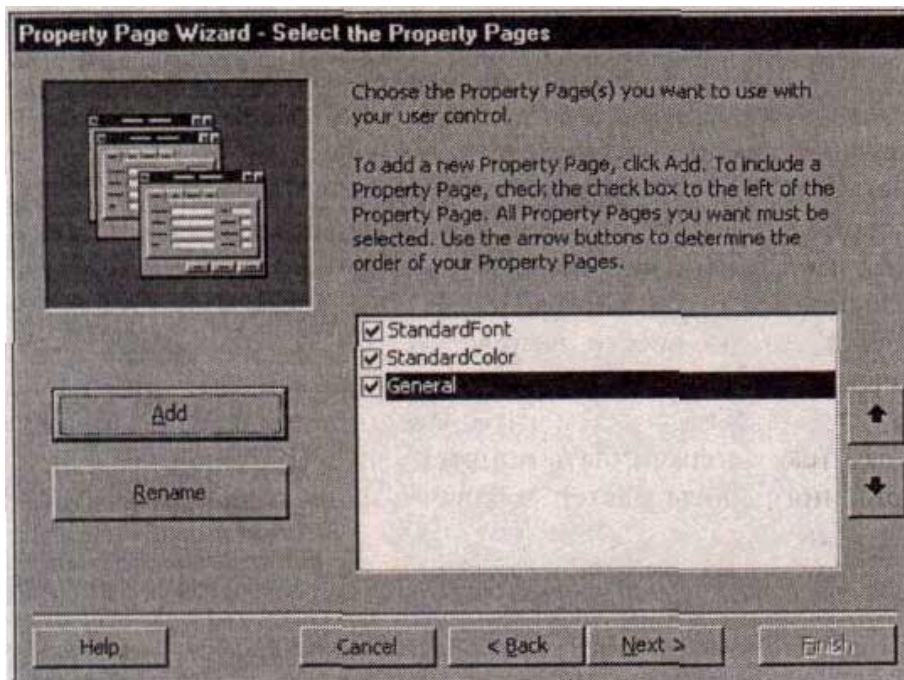 Property Page Wizard - Select the Property Pages
Choose the Property Page(s) you want to use with
your user control.
To add a new Property Page, click Add. To include a
Property Page, check the check box to the left of the
Property Page. All Property Pages you want must be
selected. Use the arrow buttons to determine the
order of your Property Pages.
StandardFont
StandardColor
General
Add
Rename
Help
Cancel
< Back
Next >
Finish